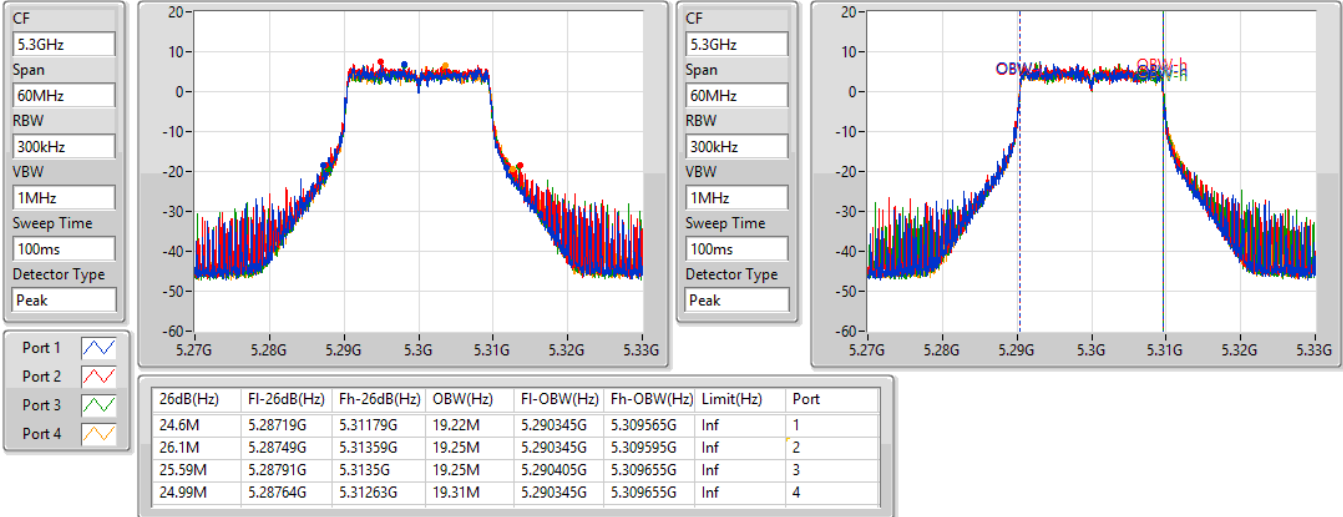 CF
5.3GHz
Span
60MHz
RBW
300kHz
VBW
1MHz
Sweep Time
100ms
Detector Type
Peak
20
10
0
-10
-20
-30
-40
-50
-60
5.27G 5.28G 5.29G 5.3G 5.31G 5.32G 5.33G
CF
5.3GHz
Span
60MHz
RBW
300kHz
VBW
1MHz
Sweep Time
100ms
Detector Type
Peak
20
10
0
-10
-20
-30
-40
-50
-60
OBW-h
5.27G 5.28G 5.29G 5.3G 5.31G 5.32G 5.33G
Port 1
Port 2
Port 3
Port 4
26dB(Hz) Fl-26dB(Hz) Fh-26dB(Hz) OBW(Hz) Fl-OBW(Hz) Fh-OBW(Hz) Limit(Hz) Port
24.6M 5.28719G 5.31179G 19.22M 5.290345G 5.309565G Inf 1
26.1M 5.28749G 5.31359G 19.25M 5.290345G 5.309595G Inf 2
25.59M 5.28791G 5.3135G 19.25M 5.290405G 5.309655G Inf 3
24.99M 5.28764G 5.31263G 19.31M 5.290345G 5.309655G Inf 4